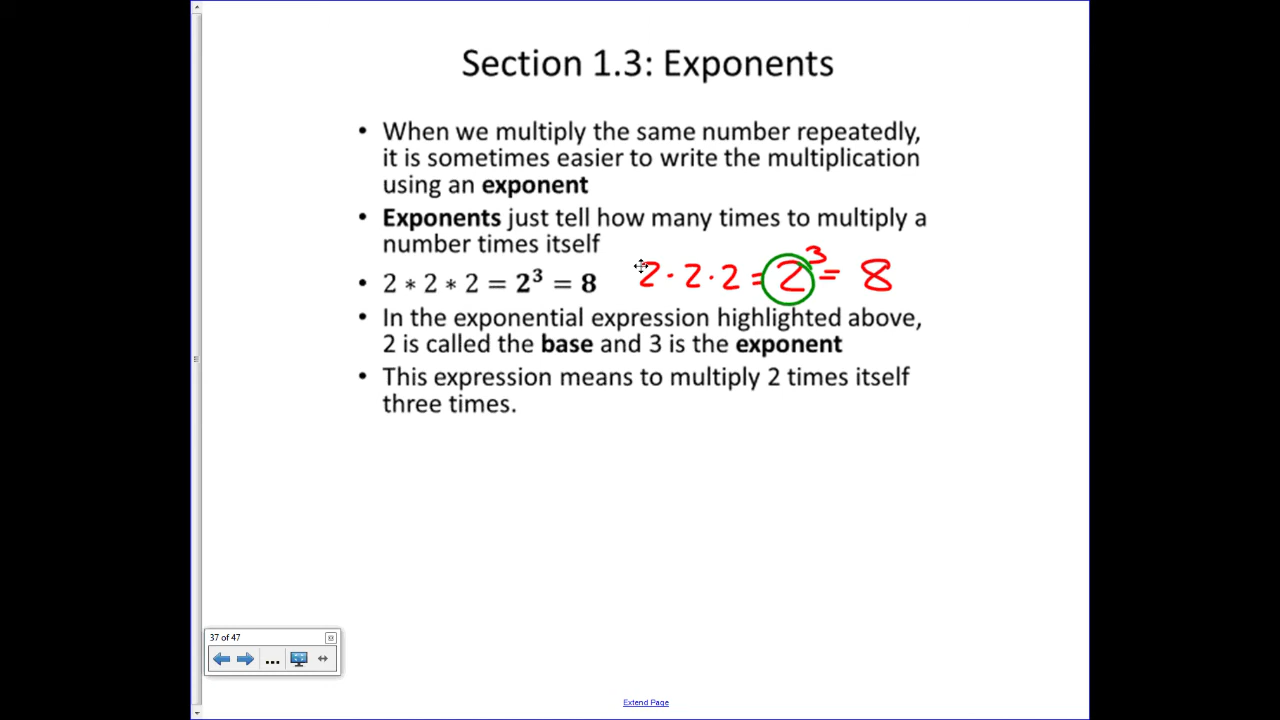 Section 1.3: Exponents
• When we multiply the same number repeatedly,
it is sometimes easier to write the multiplication
using an exponent
• Exponents just tell how many times to multiply a
number times itself
• 2 ∗ 2 ∗ 2 = 2³ = 8
2 · 2 · 2 = 2³ = 8
• In the exponential expression highlighted above,
2 is called the base and 3 is the exponent
• This expression means to multiply 2 times itself
three times.
37 of 47
...
Extend Page